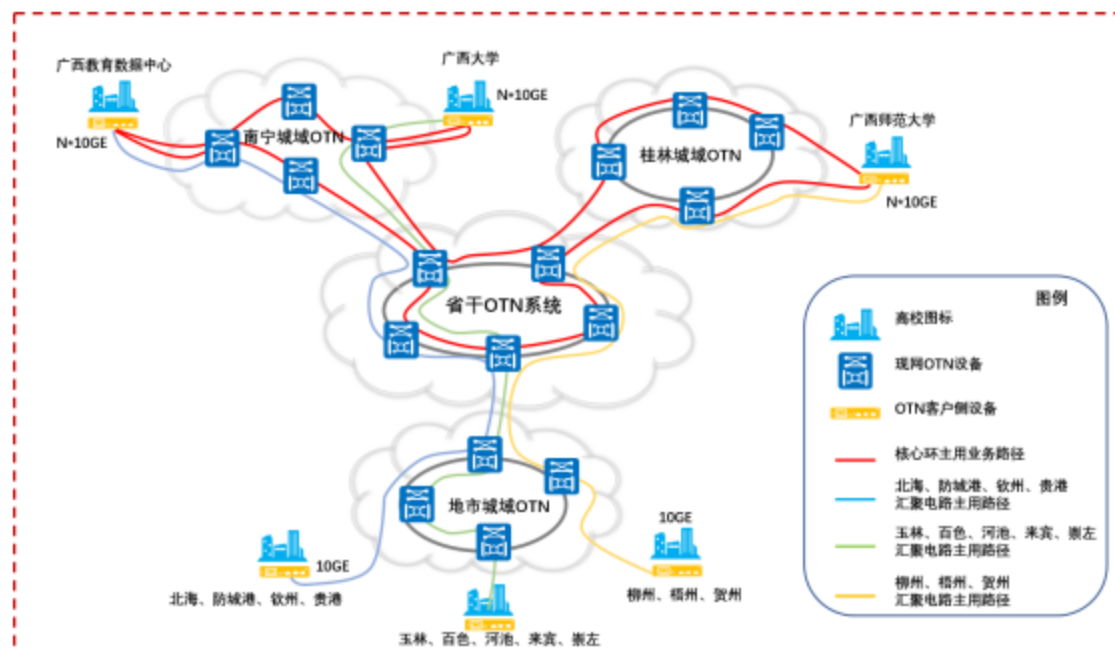 广西教育数据中心
广西大学
N*10GE
N*10GE
南宁城域OTN
桂林城域OTN
广西师范大学
N*10GE
省干OTN系统
图例
高校图标
现网OTN设备
OTN客户侧设备
核心环主用业务路径
北海、防城港、钦州、贵港
汇聚电路主用路径
玉林、百色、河池、来宾、崇左
汇聚电路主用路径
柳州、梧州、贺州
汇聚电路主用路径
地市城域OTN
10GE
10GE
北海、防城港、钦州、贵港
柳州、梧州、贺州
玉林、百色、河池、来宾、崇左